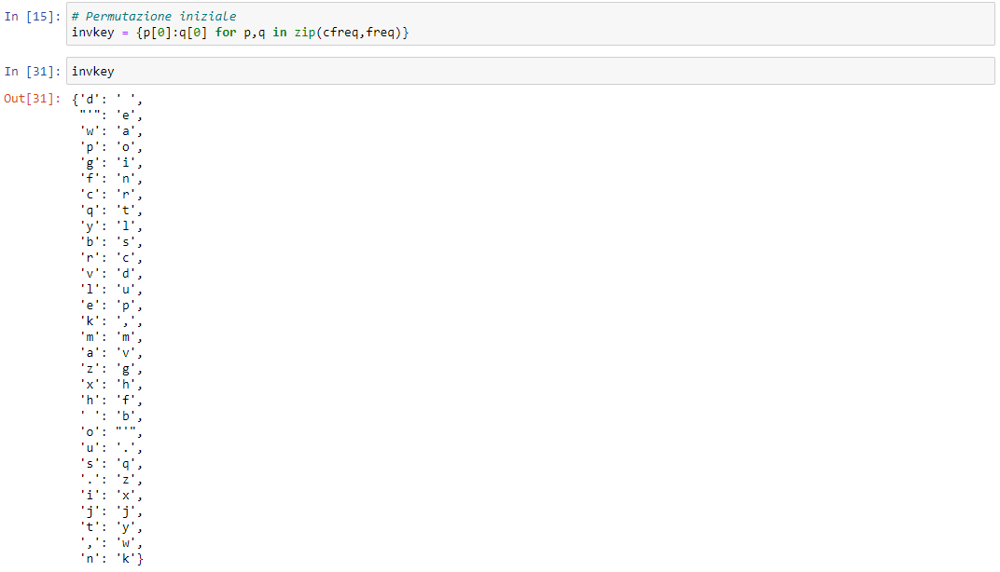 In [15]: # Permutazione iniziale
invkey = {p[0]:q[0] for p,q in zip(cfreq,freq)}
In [31]: invkey
Out[31]: {'d': ' ',
"'": 'e',
'w': 'a',
'p': 'o',
'g': 'i',
'f': 'n',
'c': 'r',
'q': 't',
'y': 'l',
'b': 's',
'r': 'c',
'v': 'd',
'l': 'u',
'e': 'p',
'k': ',',
'm': 'm',
'a': 'v',
'z': 'g',
'x': 'h',
'h': 'f',
' ': 'b',
'o': "'",
'u': '.',
's': 'q',
'.': 'z',
'i': 'x',
'j': 'j',
't': 'y',
',': 'w',
'n': 'k'}